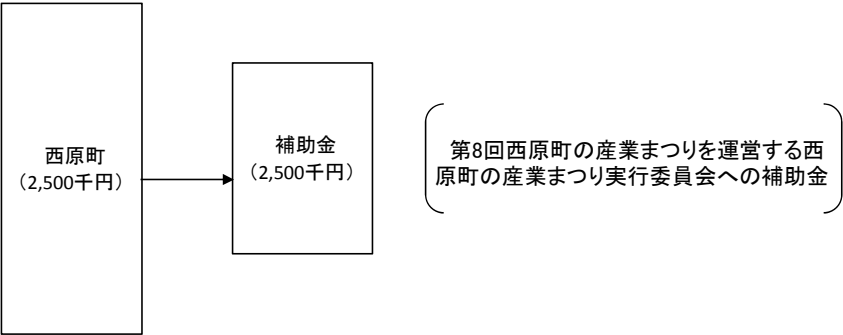 西原町
（2,500千円）
補助金
（2,500千円）
第8回西原町の産業まつりを運営する西
原町の産業まつり実行委員会への補助金